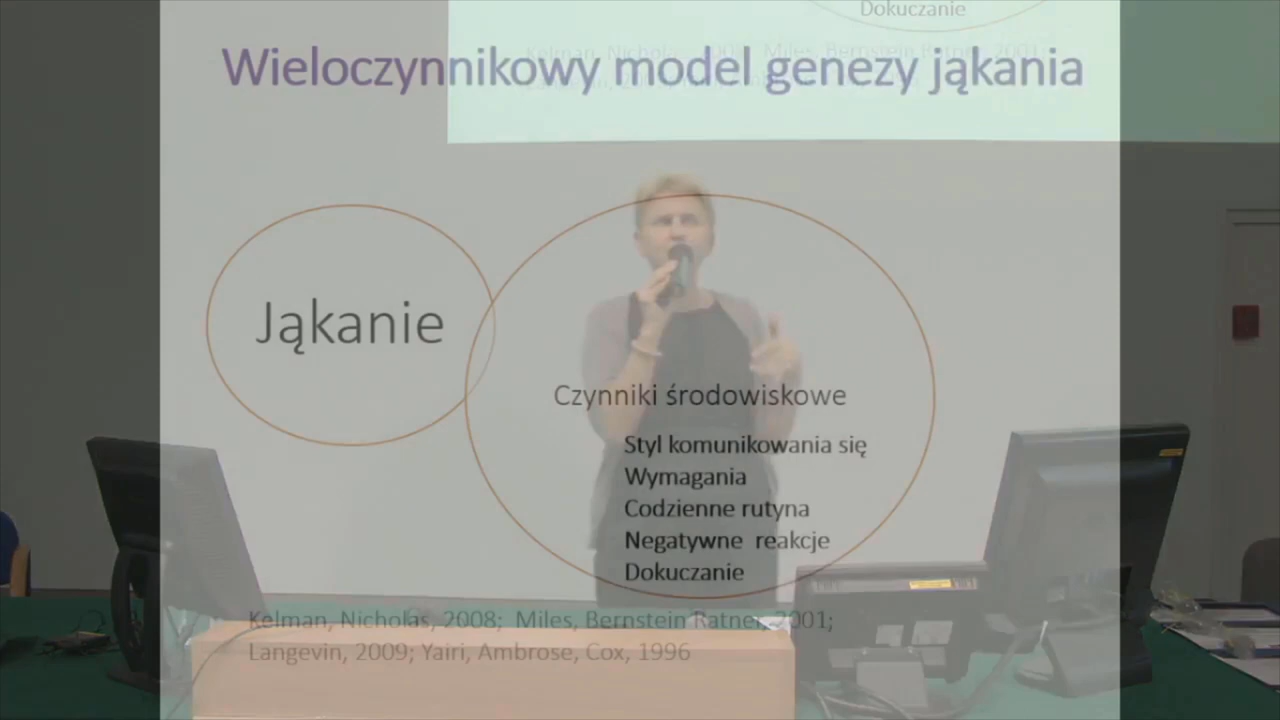 Dokuczanie
Wieloczynnikowy model genezy jąkania
Jąkanie
Czynniki środowiskowe
Styl komunikowania się
Wymagania
Codzienne rutyna
Negatywne reakcje
Dokuczanie
Kelman, Nicholas, 2008; Miles, Bernstein Ratner, 2001;
Langevin, 2009; Yairi, Ambrose, Cox, 1996